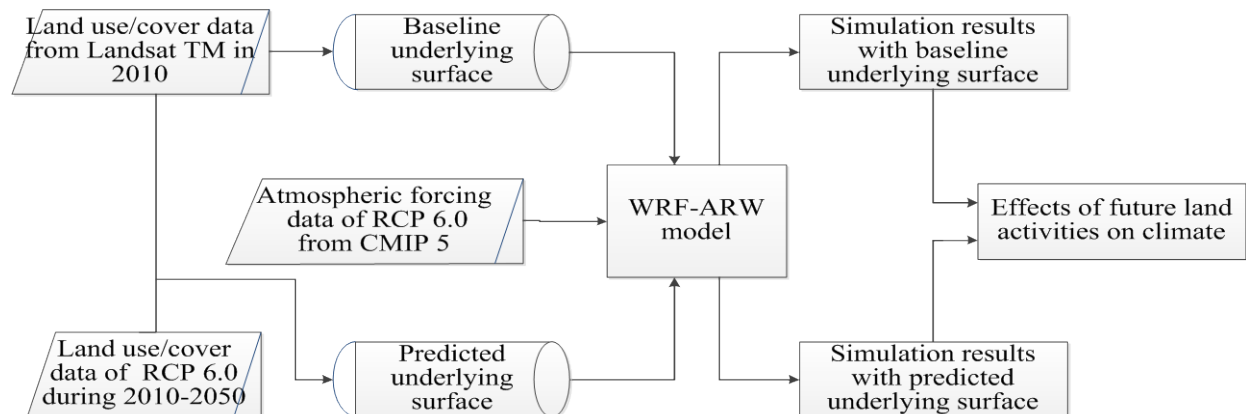 Land use/cover data
from Landsat TM in
2010
Baseline
underlying
surface
Simulation results
with baseline
underlying surface
Atmospheric forcing
data of RCP 6.0
from CMIP 5
WRF-ARW
model
Effects of future land
activities on climate
Land use/cover
data of RCP 6.0
during 2010-2050
Predicted
underlying
surface
Simulation results
with predicted
underlying surface